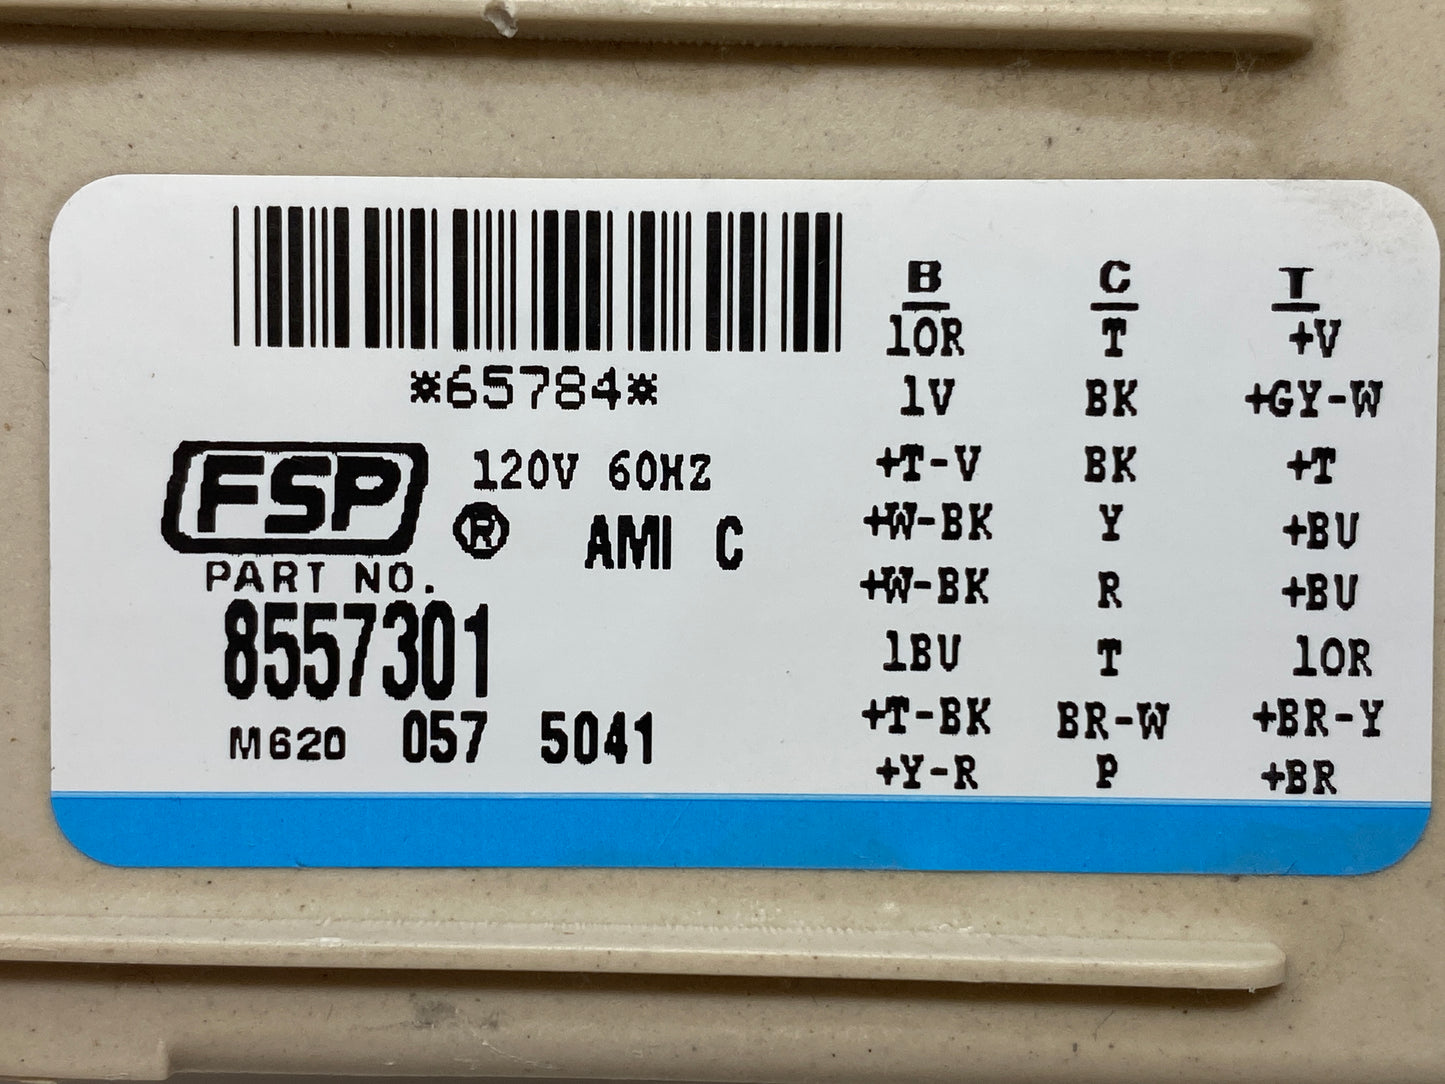 *65784*
FSP ®
120V 60HZ
AMI C
PART NO.
8557301
M620 057 5041
B C T
1OR T +V
1V BK +GY-W
+T-V BK +T
+W-BK Y +BU
+W-BK R +BU
1BU T 1OR
+T-BK BR-W +BR-Y
+Y-R P +BR